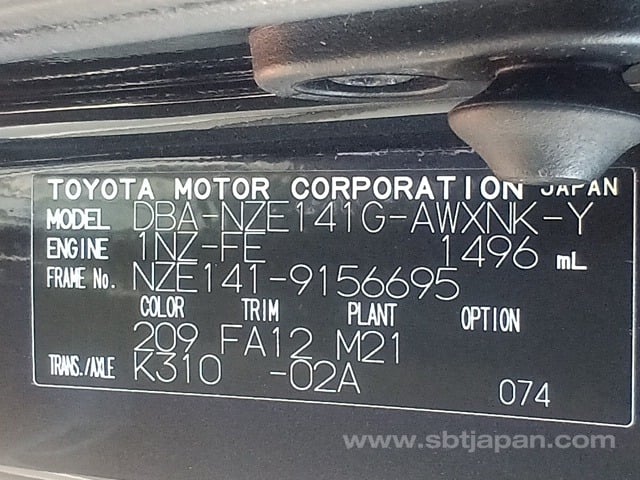 TOYOTA MOTOR CORPORATION JAPAN
MODEL DBA-NZE141G-AWXNK-Y
ENGINE 1NZ-FE 1496 mL
FRAME No. NZE141-9156695
COLOR TRIM PLANT OPTION
209 FA12 M21
TRANS./AXLE K310 -02A
074
www.sbtjapan.com